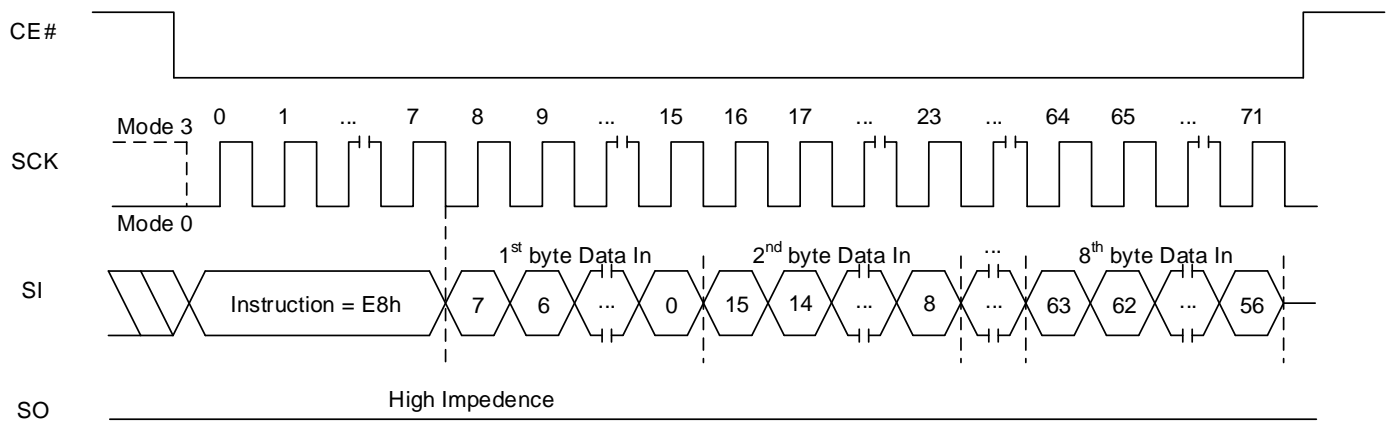 CE#
0 1 ... 7 8 9 ... 15 16 17 ... 23 ... 64 65 ... 71
Mode 3
SCK
Mode 0
1st byte Data In 2nd byte Data In ... 8th byte Data In
SI Instruction = E8h 7 6 ... 0 15 14 ... 8 ... 63 62 ... 56
High Impedence
SO